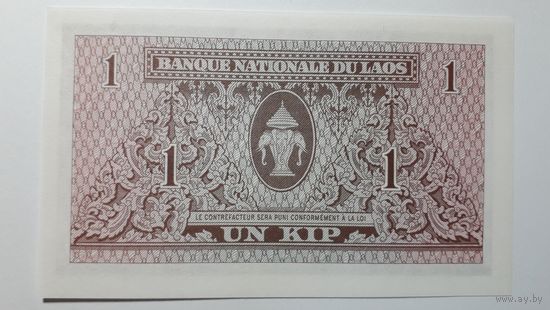 BANQUE NATIONALE DU LAOS
1 1
1 1
LE CONTREFACTEUR SERA PUNI CONFORMÉMENT À LA LOI
UN KIP
www.ay.by